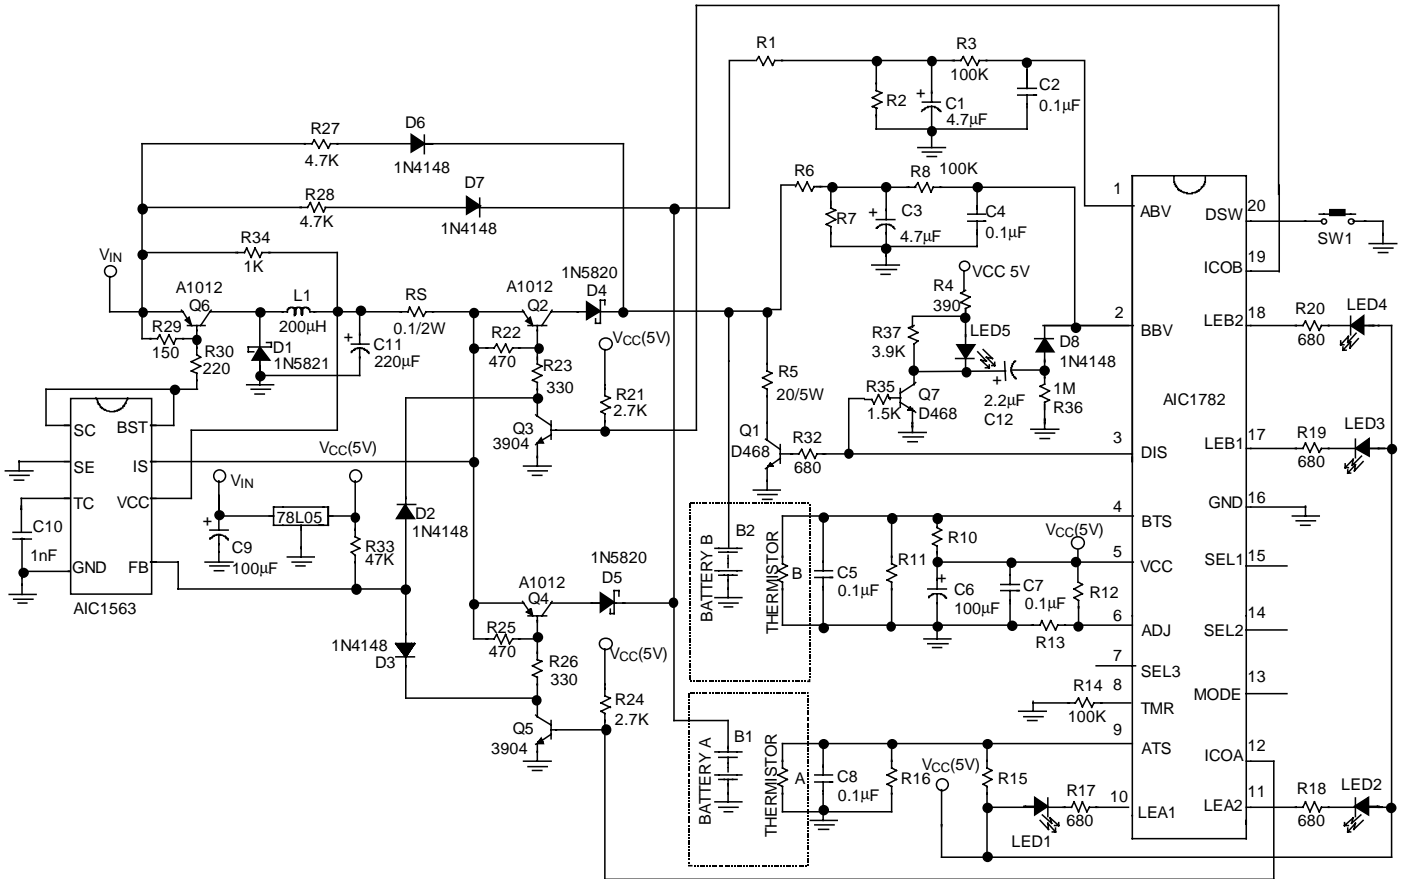 R1
R3
100K
C2
0.1µF
R2
+
C1
4.7µF
R27
4.7K
D6
1N4148
R28
4.7K
D7
1N4148
R34
1K
R6
R8
100K
R7
+
C3
4.7µF
C4
0.1µF
1
ABV
DSW
20
SW1
ICOB
19
VIN
A1012
Q6
L1
200µH
R29
150
R30
220
D1
1N5821
+
C11
220µF
RS
0.1/2W
A1012
Q2
1N5820
D4
R22
470
R23
330
VCC(5V)
R21
2.7K
Q3
3904
VCC 5V
R4
390
R37
3.9K
LED5
D8
1N4148
2
BBV
LEB2
18
R20
680
LED4
R5
20/5W
R35
1.5K
Q7
D468
+
2.2µF
C12
1M
R36
AIC1782
SC
BST
SE
IS
TC
VCC
GND
FB
AIC1563
C10
1nF
VCC(5V)
VIN
+
C9
100µF
78L05
R33
47K
D2
1N4148
Q1
D468
R32
680
3
DIS
LEB1
17
R19
680
LED3
GND
16
BATTERY B
B2
THERMISTOR
B
C5
0.1µF
R11
R10
+
C6
100µF
C7
0.1µF
VCC(5V)
R12
R13
4
BTS
5
VCC
6
ADJ
SEL1
15
SEL2
14
7
SEL3
MODE
13
R14
100K
8
TMR
9
ATS
ICOA
12
1N5820
D5
A1012
Q4
R25
470
R26
330
1N4148
D3
VCC(5V)
R24
2.7K
Q5
3904
BATTERY A
B1
THERMISTOR
A
C8
0.1µF
R16
VCC(5V)
R15
LED1
R17
680
10
LEA1
LEA2
11
R18
680
LED2